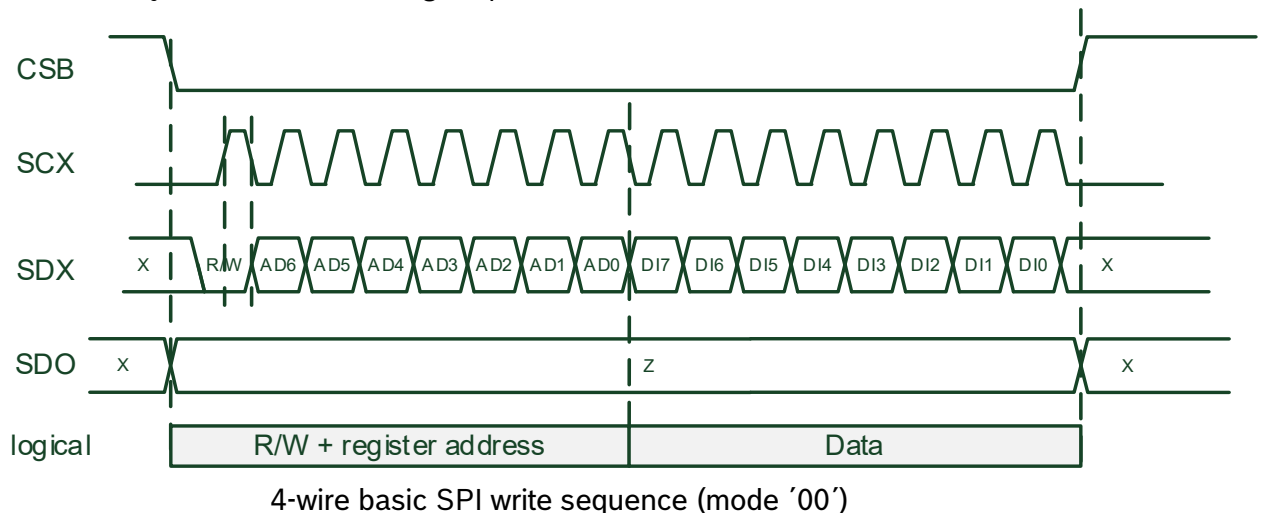 CSB
SCX
SDX X R/W AD6 AD5 AD4 AD3 AD2 AD1 AD0 DI7 DI6 DI5 DI4 DI3 DI2 DI1 DI0 X
SDO X Z X
logical R/W + register address Data
4-wire basic SPI write sequence (mode ´00´)